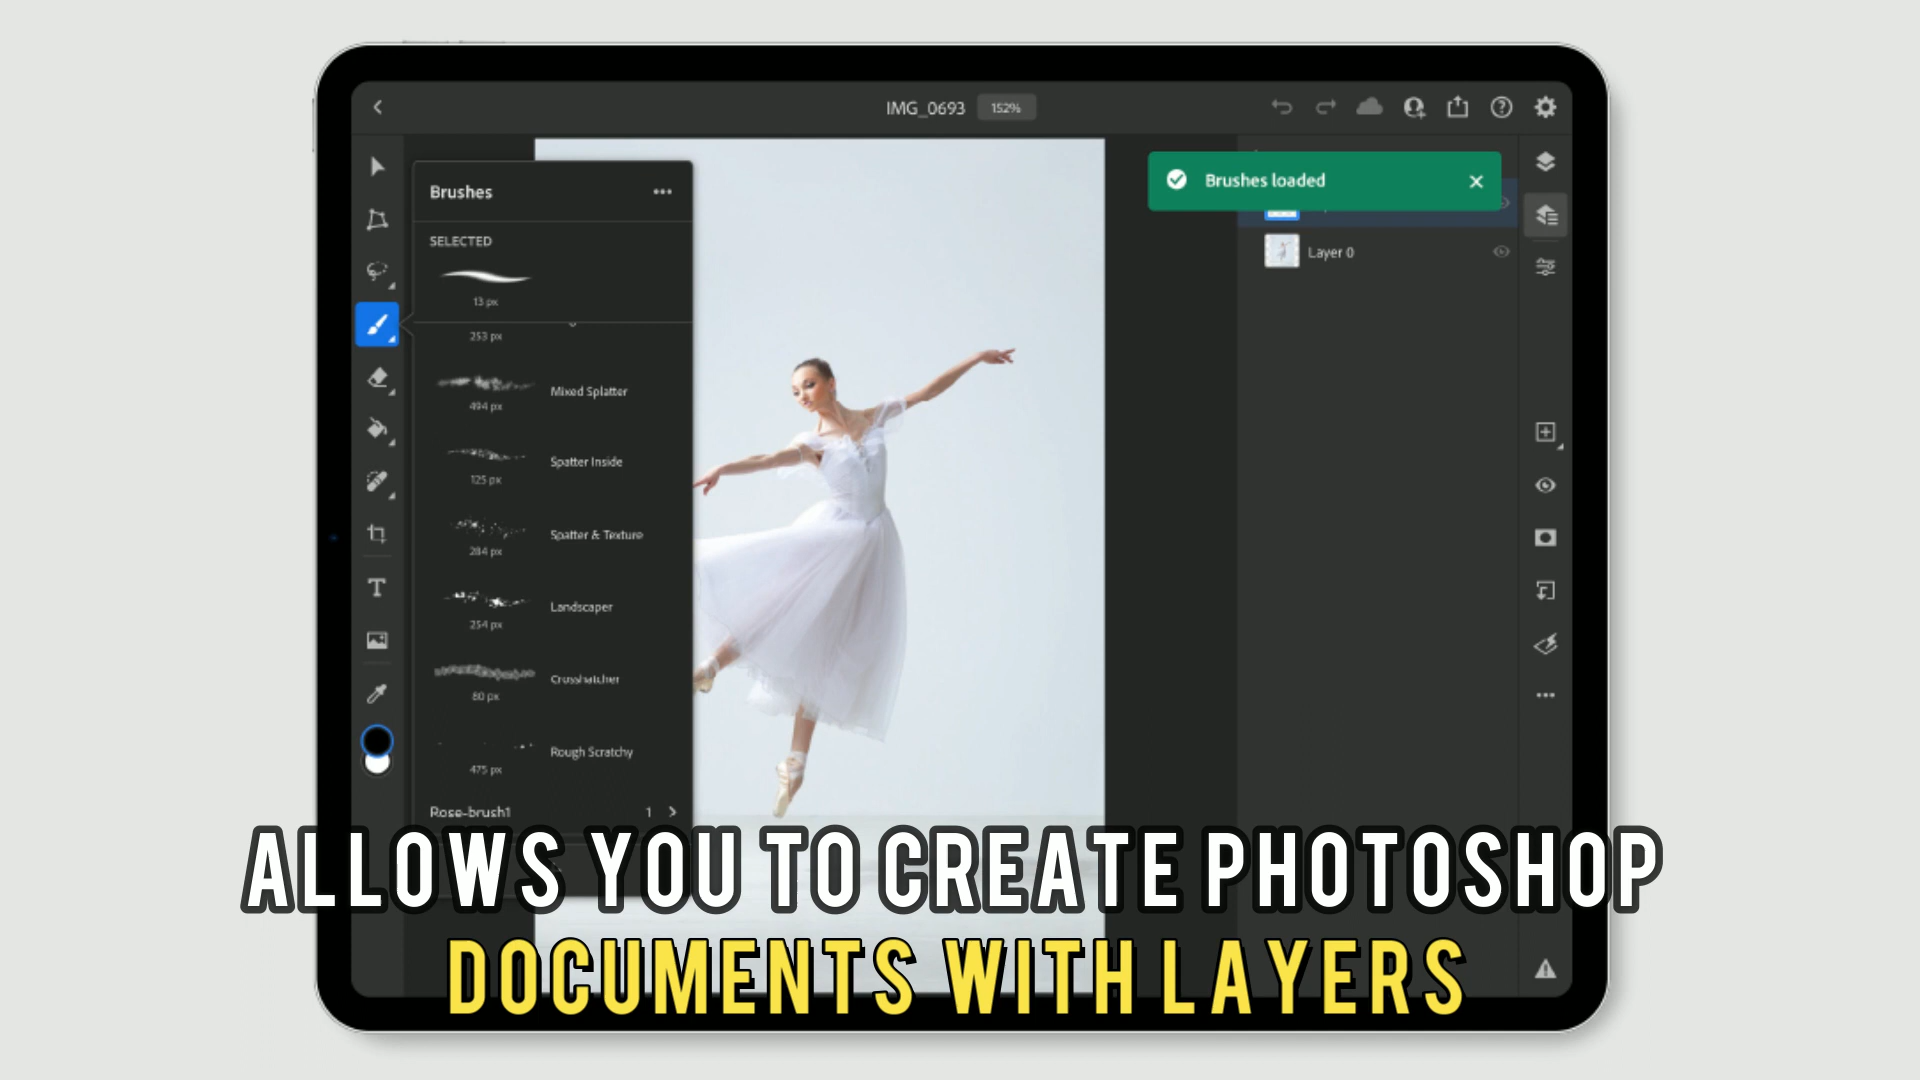 IMG_0693 152%
Brushes
SELECTED
13 px
253 px
Mixed Splatter
494 px
Spatter Inside
125 px
Spatter & Texture
284 px
Landscaper
254 px
Crosshatcher
80 px
Rough Scratchy
475 px
Rose-brush1 1
Brushes loaded
Layer 0
ALLOWS YOU TO CREATE PHOTOSHOP
DOCUMENTS WITH LAYERS